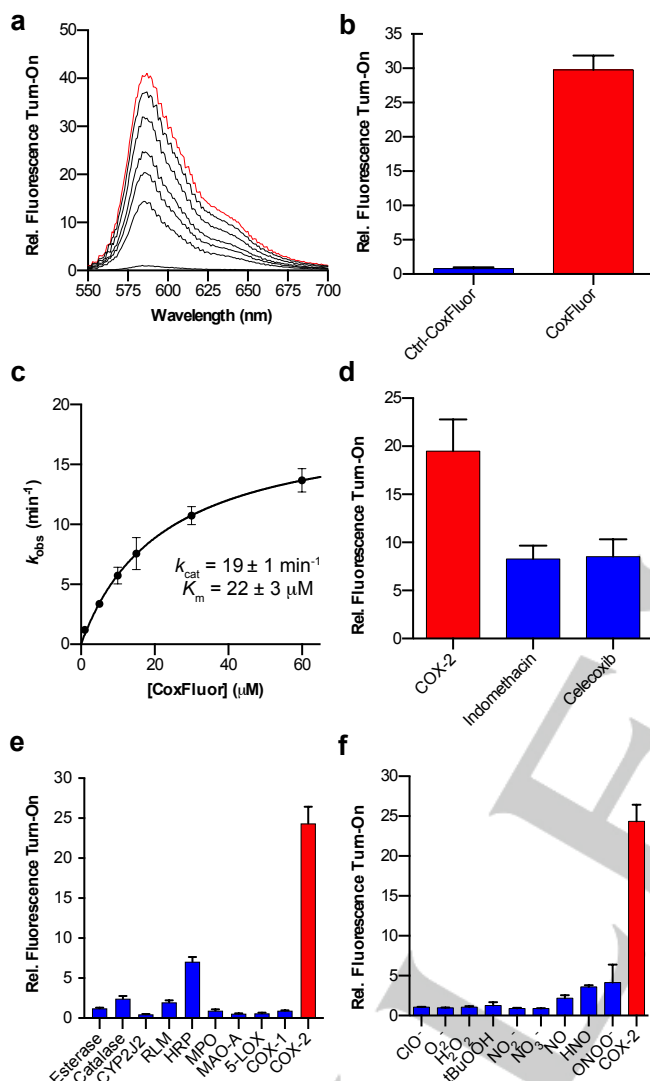 a
Rel. Fluorescence Turn-On
50
40
30
20
10
0
550 575 600 625 650 675 700
Wavelength (nm)
b
Rel. Fluorescence Turn-On
35
30
25
20
15
10
5
0
Ctrl-CoxFluor
CoxFluor
c
k_obs (min⁻¹)
20
15
10
5
0
0 20 40 60
[CoxFluor] (μM)
k_cat = 19 ± 1 min⁻¹
K_m = 22 ± 3 μM
d
Rel. Fluorescence Turn-On
25
20
15
10
5
0
COX-2
Indomethacin
Celecoxib
e
Rel. Fluorescence Turn-On
30
25
20
15
10
5
0
Esterase
Catalase
CYP2J2
RLM
HRP
MPO
MAO-A
5-LOX
COX-1
COX-2
f
Rel. Fluorescence Turn-On
30
25
20
15
10
5
0
ClO⁻
O₂⁻
H₂O₂
tBuOOH
NO₂⁻
NO₃⁻
NO
HNO
ONOO⁻
COX-2